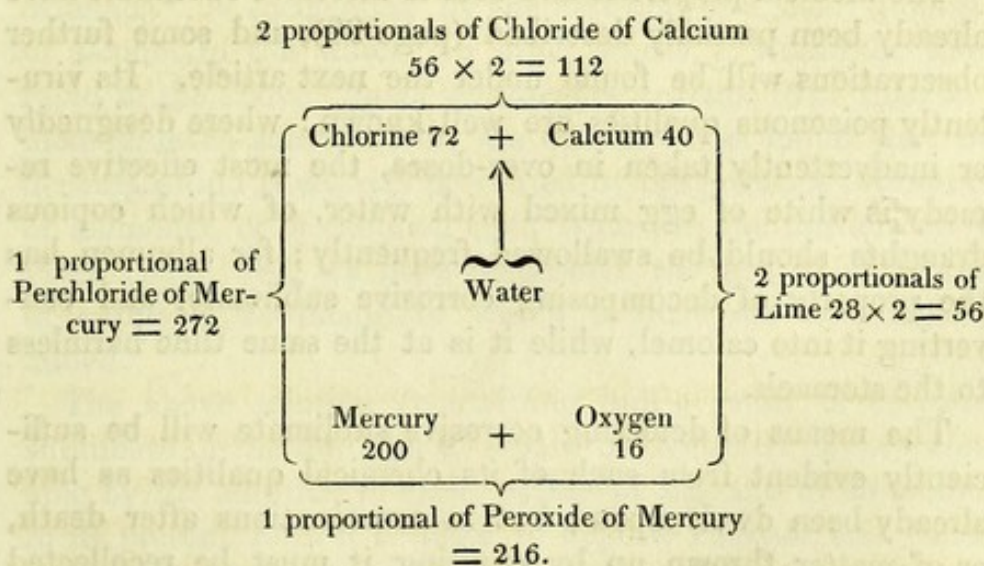 2 proportionals of Chloride of Calcium
56 × 2 = 112
Chlorine 72 + Calcium 40
1 proportional of
Perchloride of Mer-
cury = 272
Water
2 proportionals of
Lime 28 × 2 = 56
Mercury
200
+
Oxygen
16
1 proportional of Peroxide of Mercury
= 216.